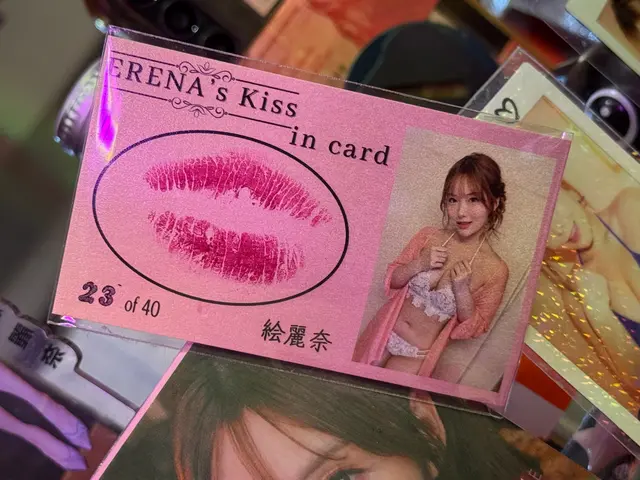 ERENA's Kiss
in card
23 of 40
絵麗奈